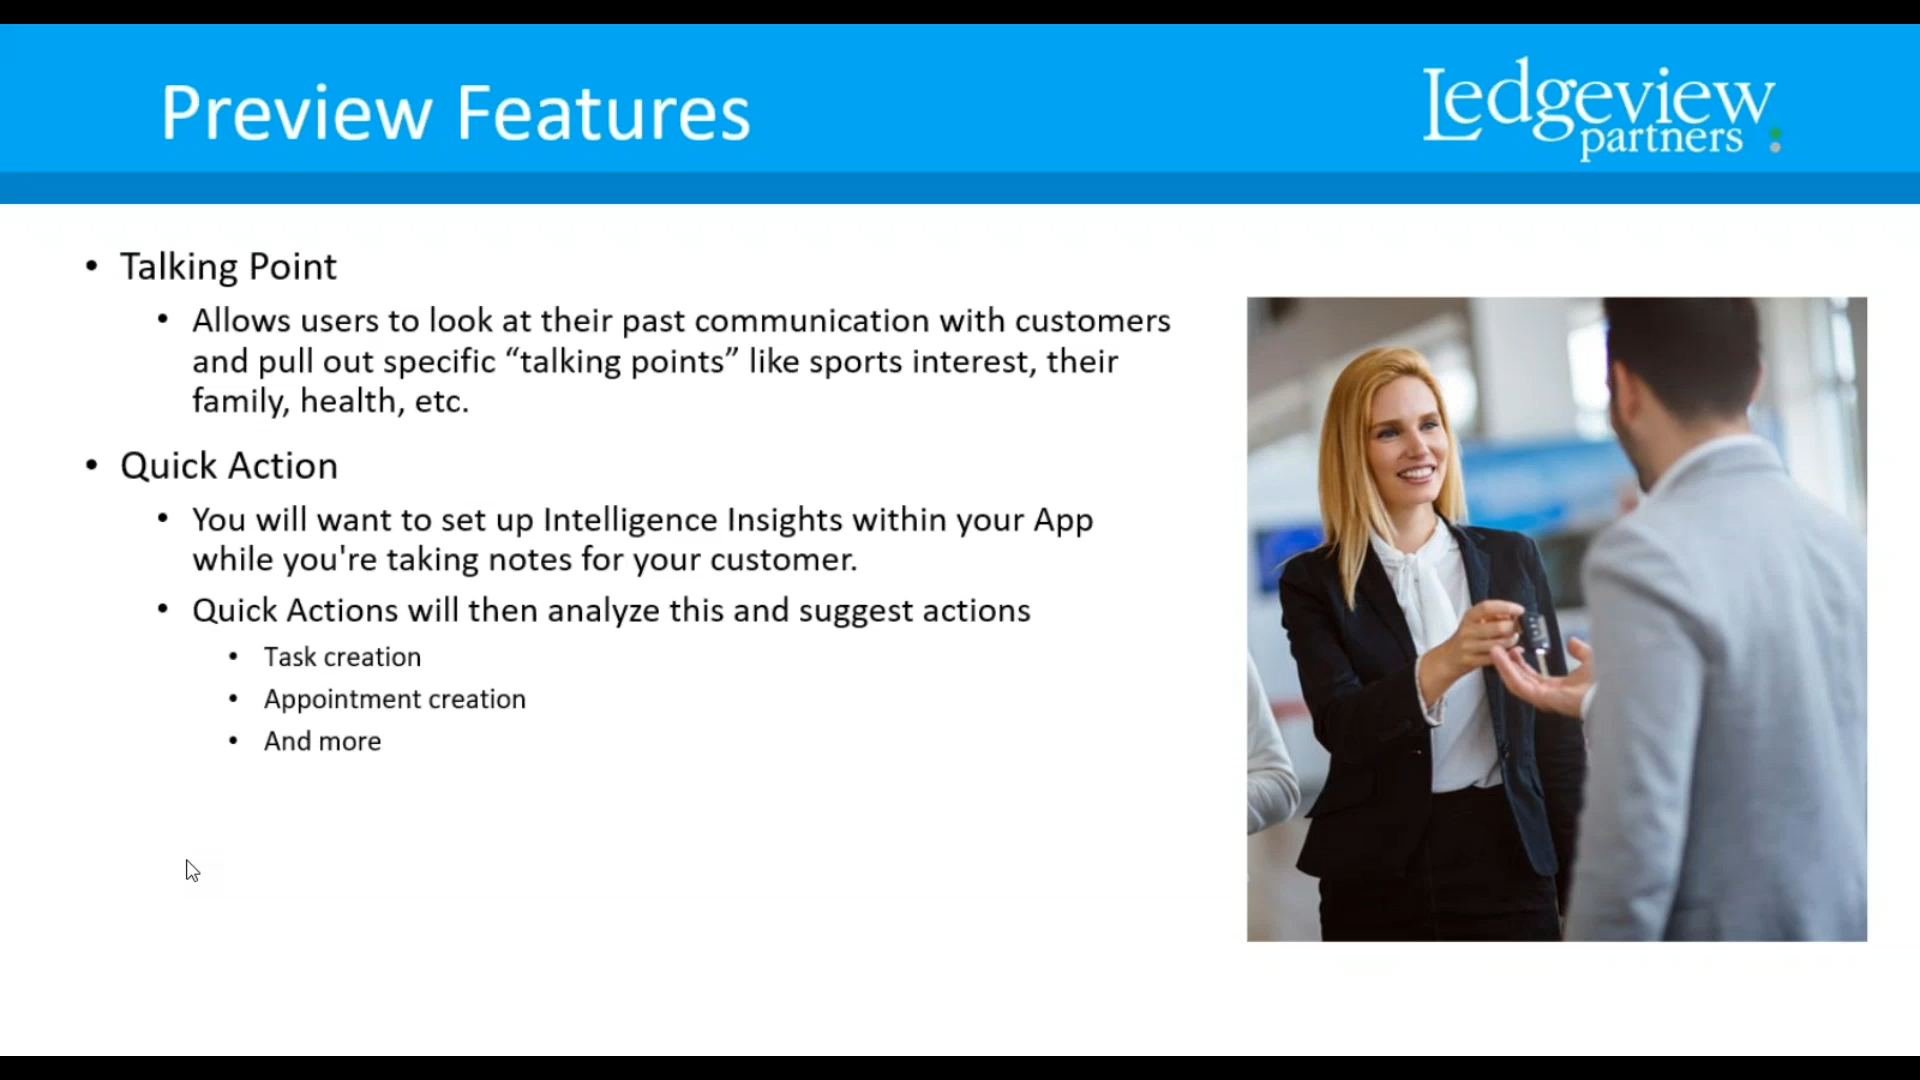 Preview Features
Ledgeview
partners
• Talking Point
• Allows users to look at their past communication with customers
and pull out specific “talking points” like sports interest, their
family, health, etc.
• Quick Action
• You will want to set up Intelligence Insights within your App
while you're taking notes for your customer.
• Quick Actions will then analyze this and suggest actions
• Task creation
• Appointment creation
• And more